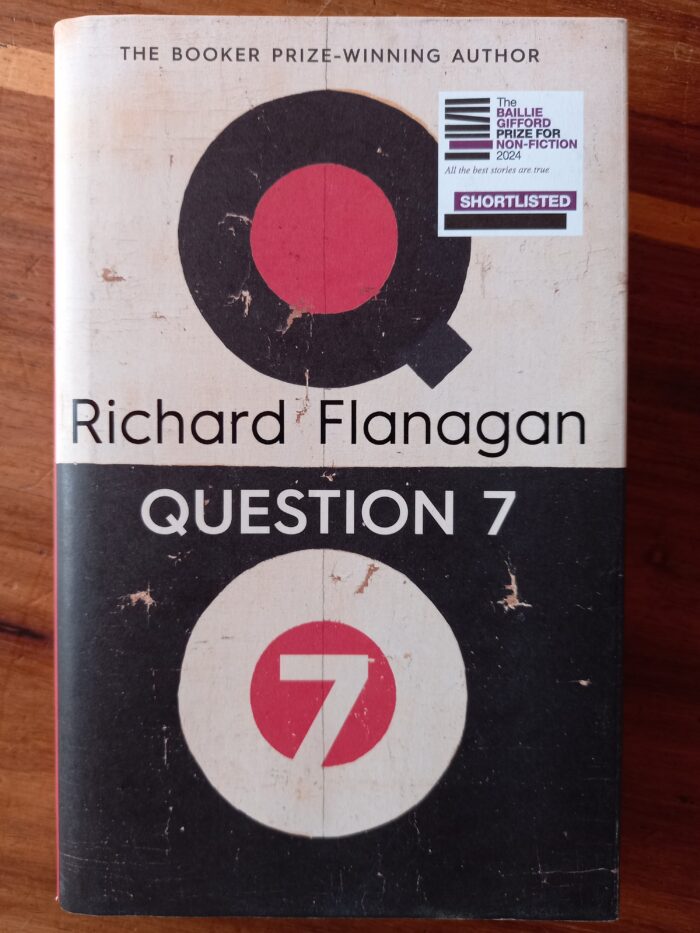 THE BOOKER PRIZE-WINNING AUTHOR
The
BAILLIE
GIFFORD
PRIZE FOR
NON-FICTION
2024
All the best stories are true
SHORTLISTED
Richard Flanagan
QUESTION 7
7